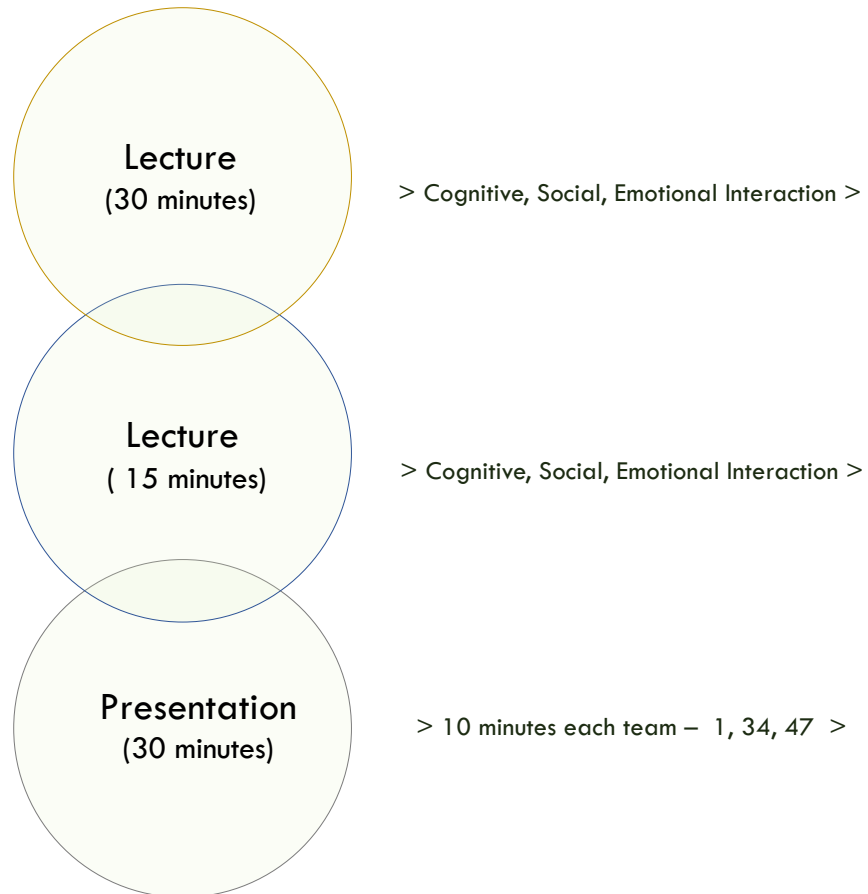 Lecture
(30 minutes)
> Cognitive, Social, Emotional Interaction >
Lecture
( 15 minutes)
> Cognitive, Social, Emotional Interaction >
Presentation
(30 minutes)
> 10 minutes each team – 1, 34, 47 >